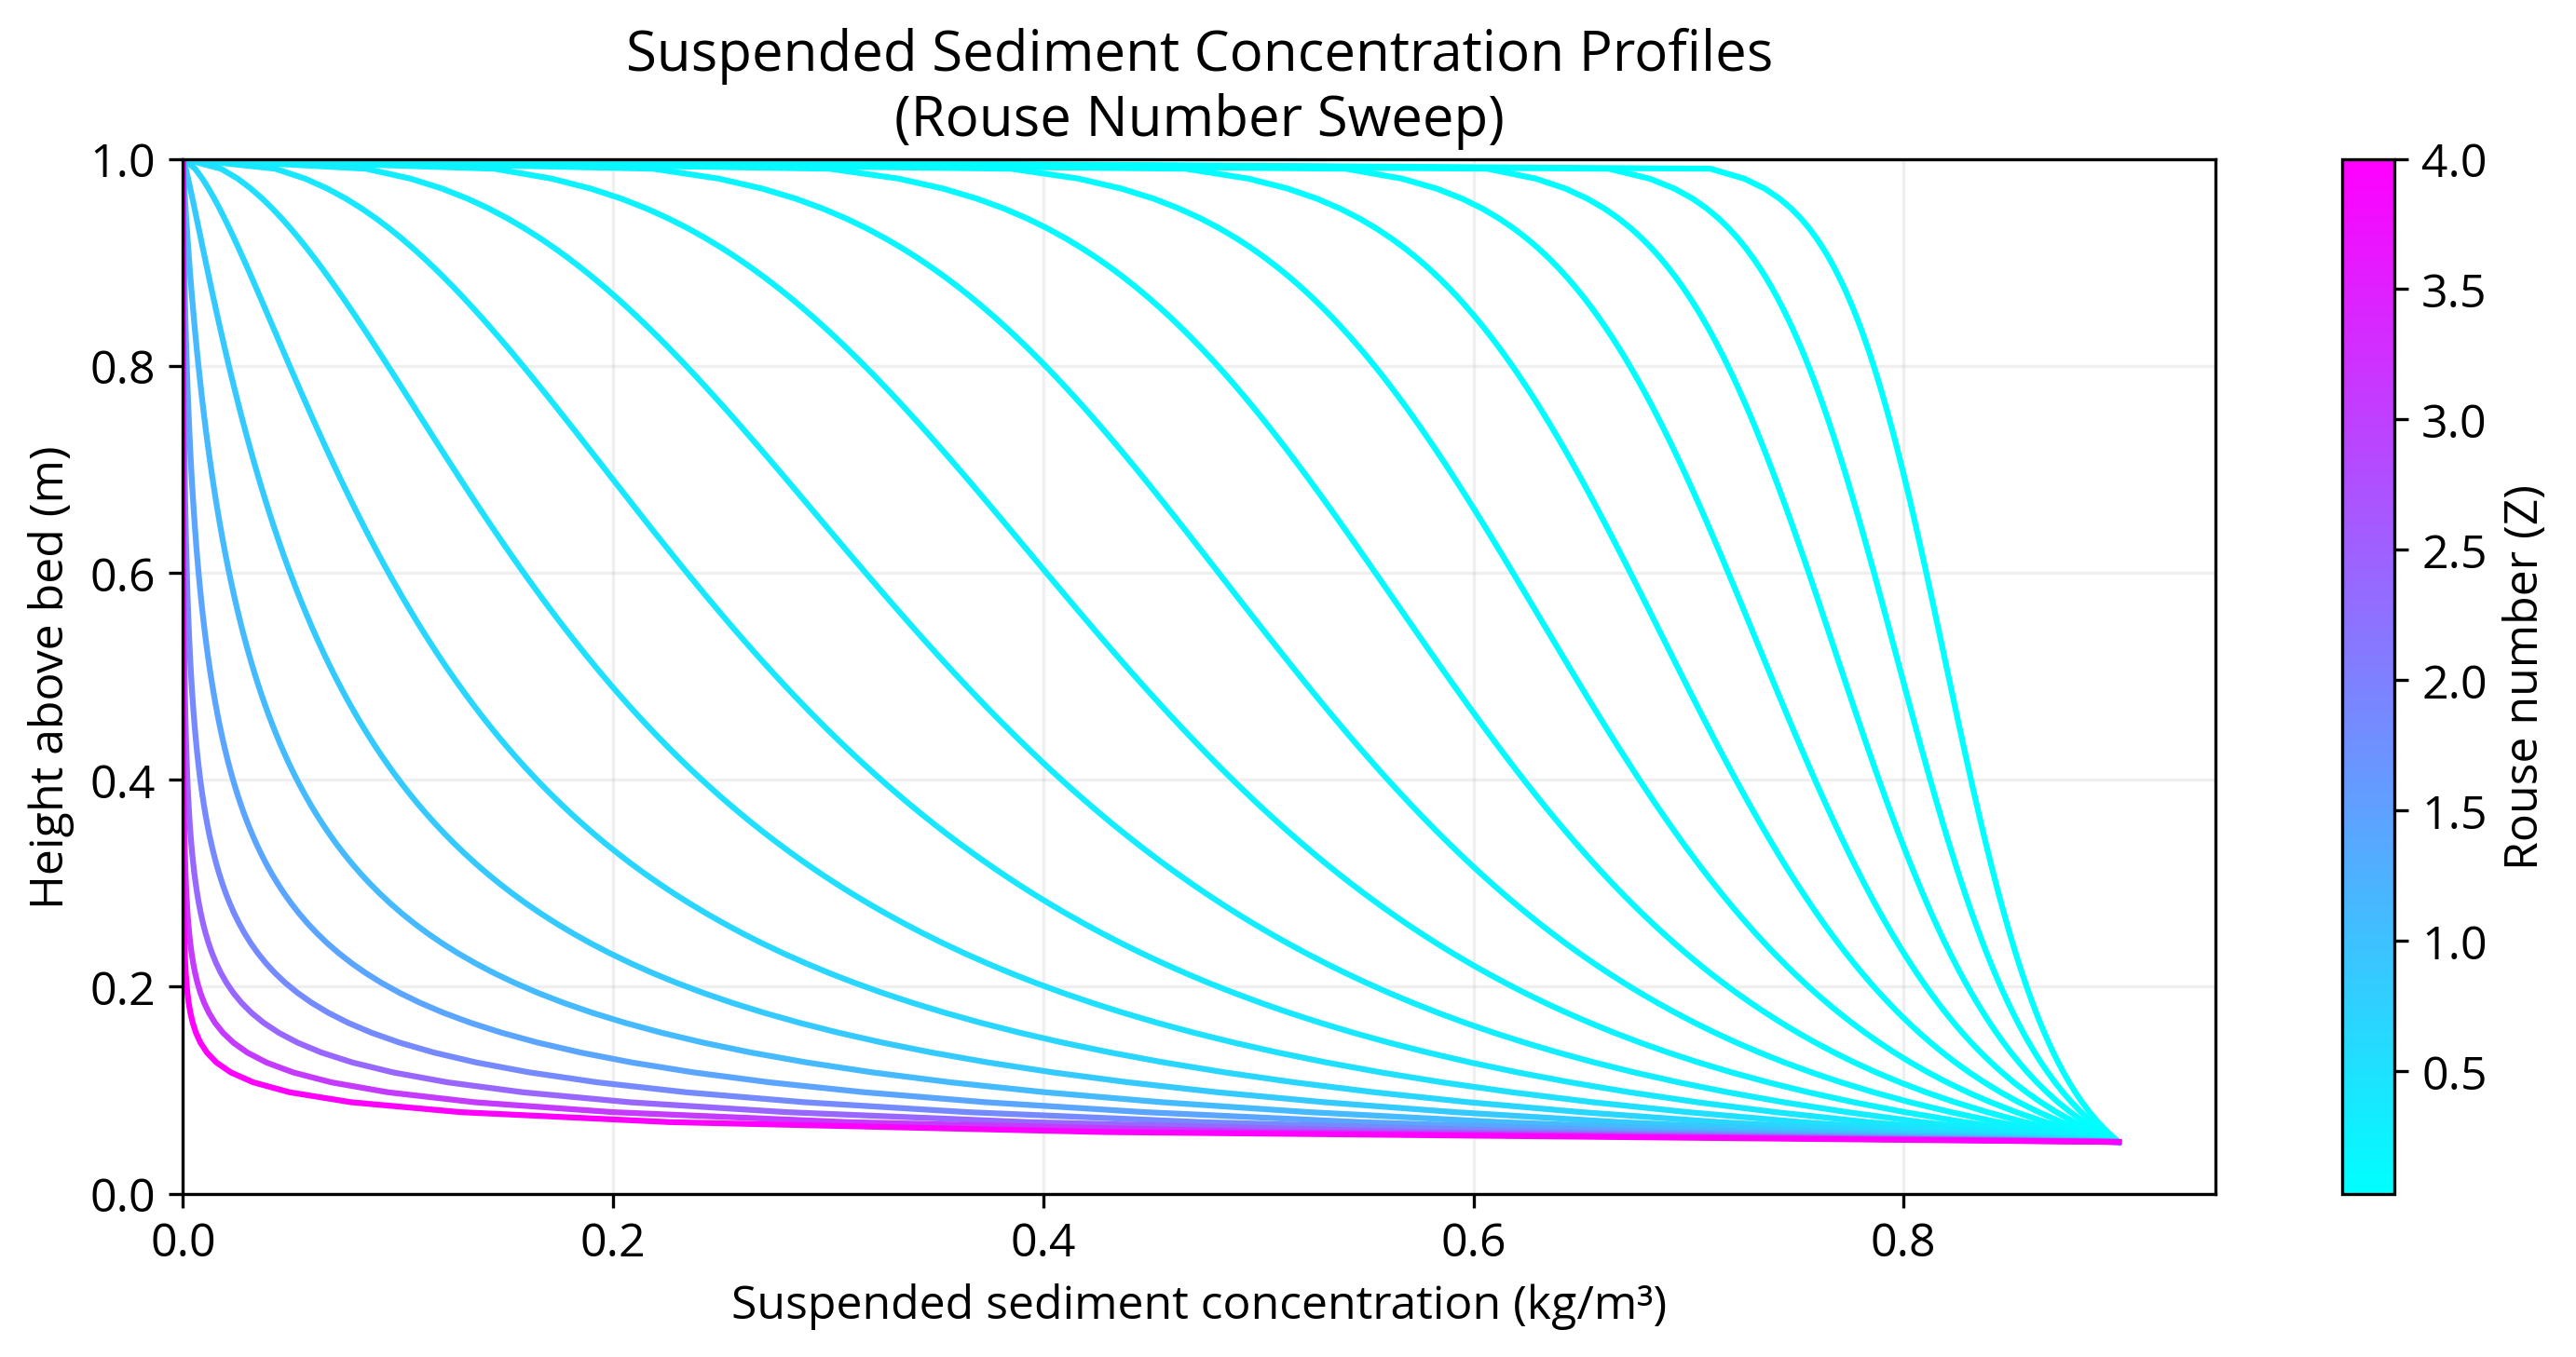 Suspended Sediment Concentration Profiles
(Rouse Number Sweep)
Height above bed (m)
1.0
0.8
0.6
0.4
0.2
0.0
0.0 0.2 0.4 0.6 0.8
Suspended sediment concentration (kg/m³)
4.0
3.5
3.0
2.5
2.0
1.5
1.0
0.5
Rouse number (Z)